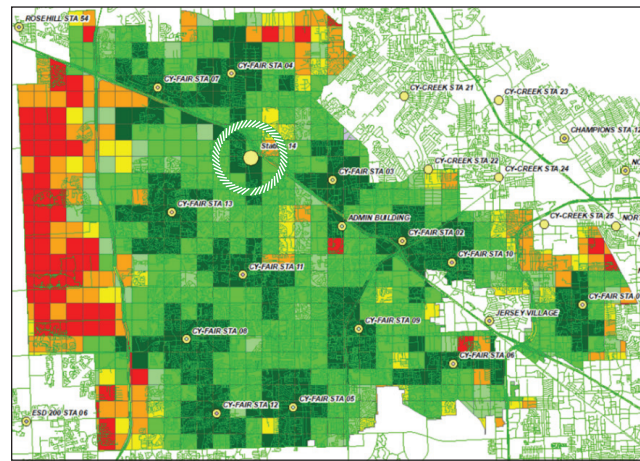 ROSEHILL STA 54
CY-FAIR STA 04
CY-FAIR STA 07
CY-CREEK STA 21
CY-CREEK STA 23
CHAMPIONS STA 12
14
CY-CREEK STA 22
CY-CREEK STA 24
CY-FAIR STA 03
CY-FAIR STA 13
ADMIN BUILDING
CY-CREEK STA 25
CY-FAIR STA 02
CY-FAIR STA 10
CY-FAIR STA 11
CY-FAIR STA
JERSEY VILLAGE
CY-FAIR STA 09
CY-FAIR STA 08
CY-FAIR STA 06
CY-FAIR STA 05
CY-FAIR STA 12
ESD 200 STA 06